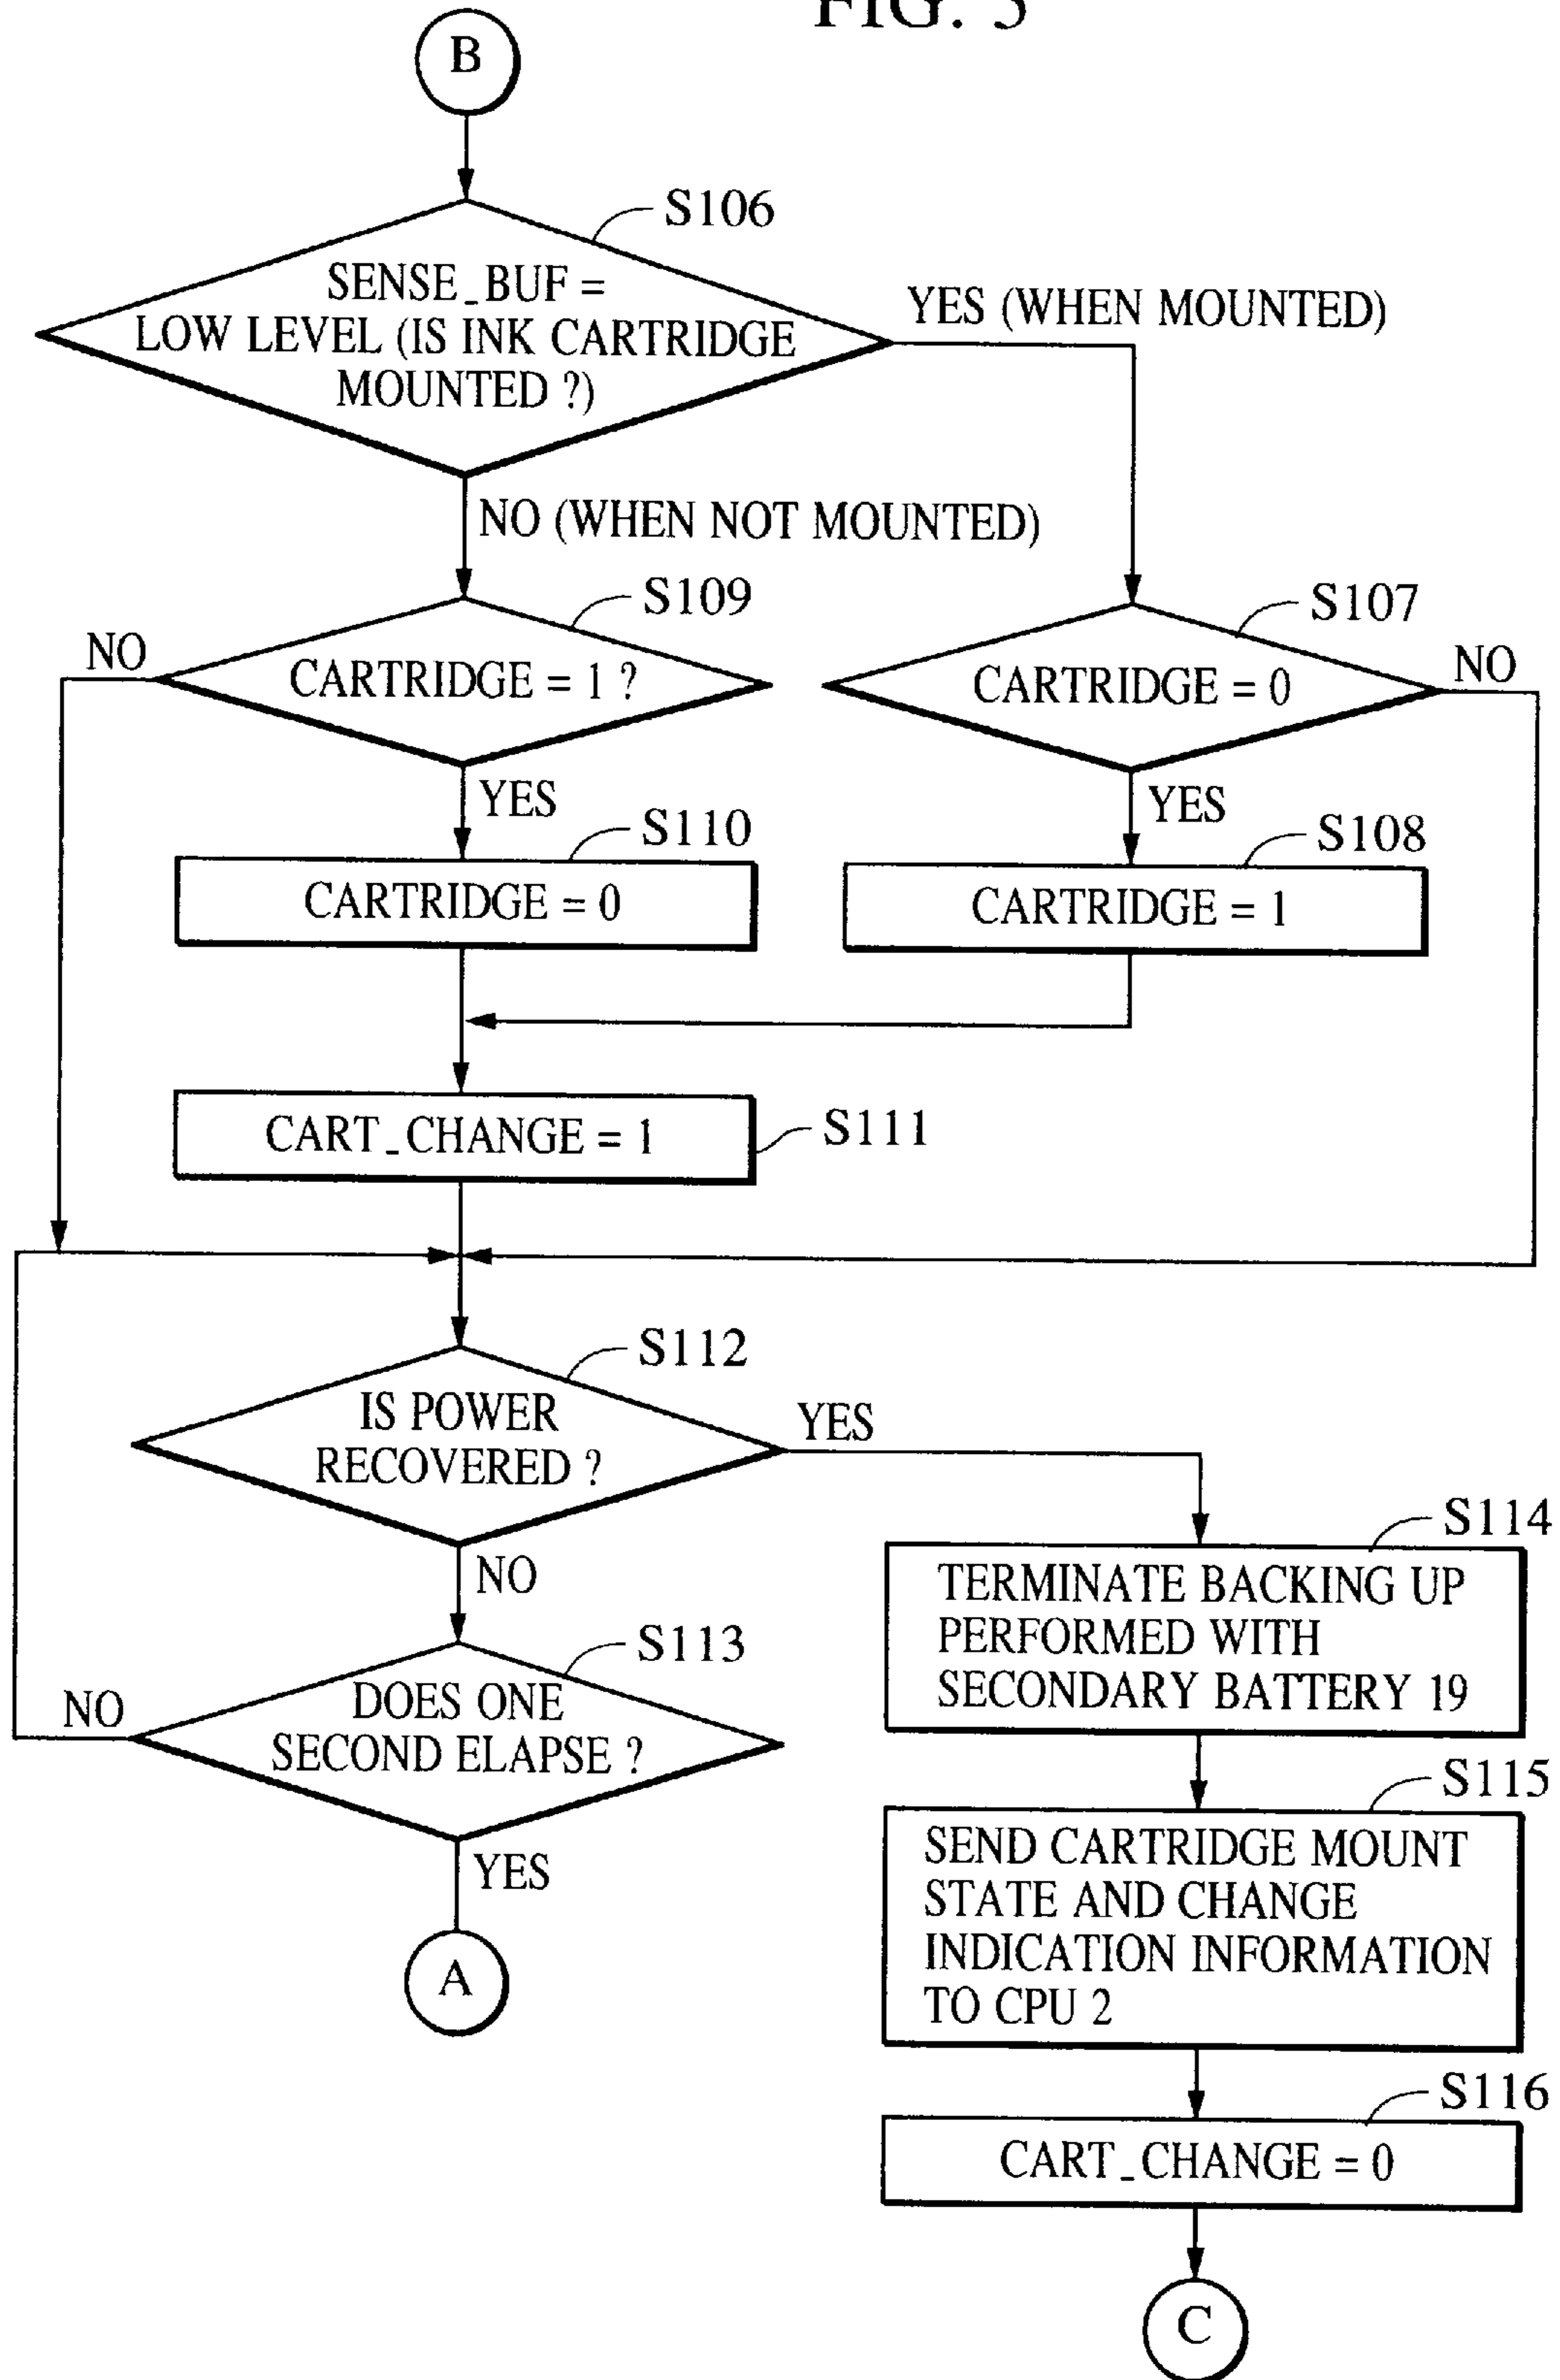 FIG. 5
B
S106
SENSE_BUF =
LOW LEVEL (IS INK CARTRIDGE
MOUNTED ?)
YES (WHEN MOUNTED)
NO (WHEN NOT MOUNTED)
S109
NO
CARTRIDGE = 1 ?
S107
CARTRIDGE = 0
NO
YES
S110
CARTRIDGE = 0
YES
S108
CARTRIDGE = 1
CART_CHANGE = 1
S111
S112
IS POWER
RECOVERED ?
YES
NO
S113
DOES ONE
SECOND ELAPSE ?
NO
YES
A
S114
TERMINATE BACKING UP
PERFORMED WITH
SECONDARY BATTERY 19
S115
SEND CARTRIDGE MOUNT
STATE AND CHANGE
INDICATION INFORMATION
TO CPU 2
S116
CART_CHANGE = 0
C